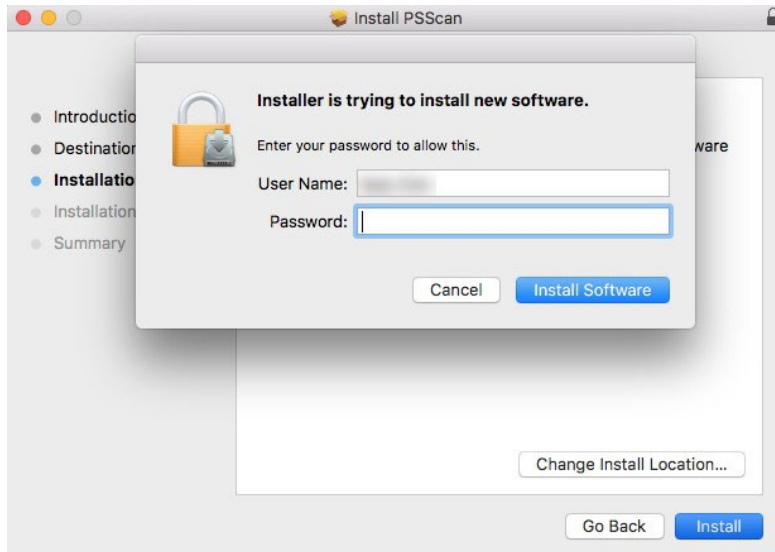 Install PSScan
Installer is trying to install new software.
Enter your password to allow this.
User Name:
Password:
Cancel
Install Software
Introductio
Destination
Installatio
Installation
Summary
ware
Change Install Location...
Go Back
Install